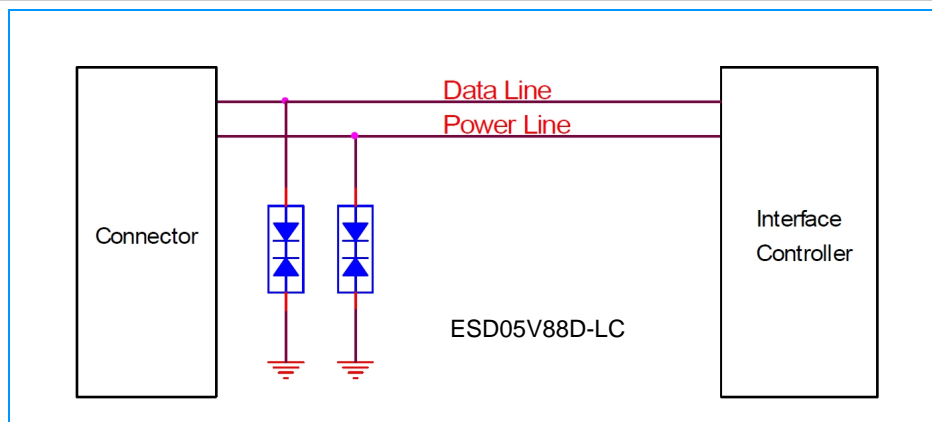 Data Line
Power Line
Connector
Interface
Controller
ESD05V88D-LC